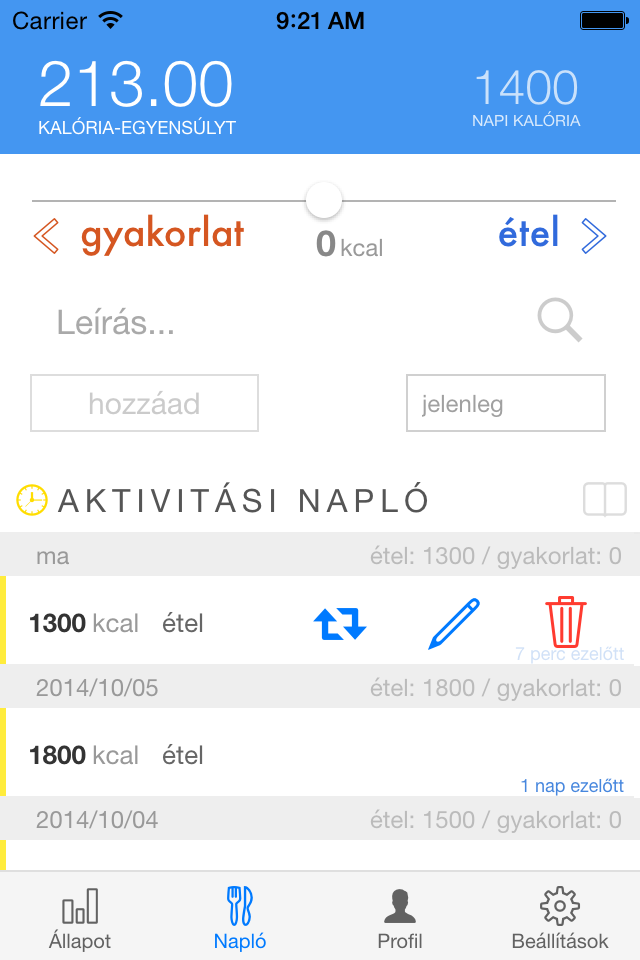 Carrier 9:21 AM
213.00 1400
KALÓRIA-EGYENSÚLYT NAPI KALÓRIA
gyakorlat 0 kcal étel
Leírás...
hozzáad jelenleg
AKTIVITÁSI NAPLÓ
ma étel: 1300 / gyakorlat: 0
1300 kcal étel
7 perc ezelőtt
2014/10/05 étel: 1800 / gyakorlat: 0
1800 kcal étel
1 nap ezelőtt
2014/10/04 étel: 1500 / gyakorlat: 0
Állapot Napló Profil Beállítások